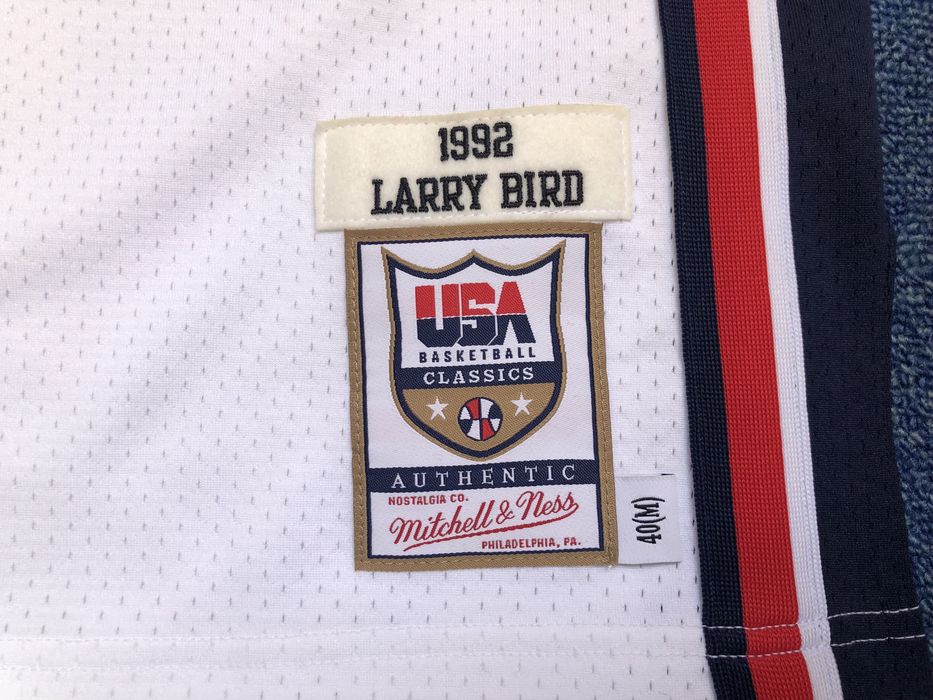 1992
LARRY BIRD
USA
BASKETBALL
CLASSICS
AUTHENTIC
NOSTALGIA CO.
Mitchell & Ness
PHILADELPHIA, PA.
40(M)